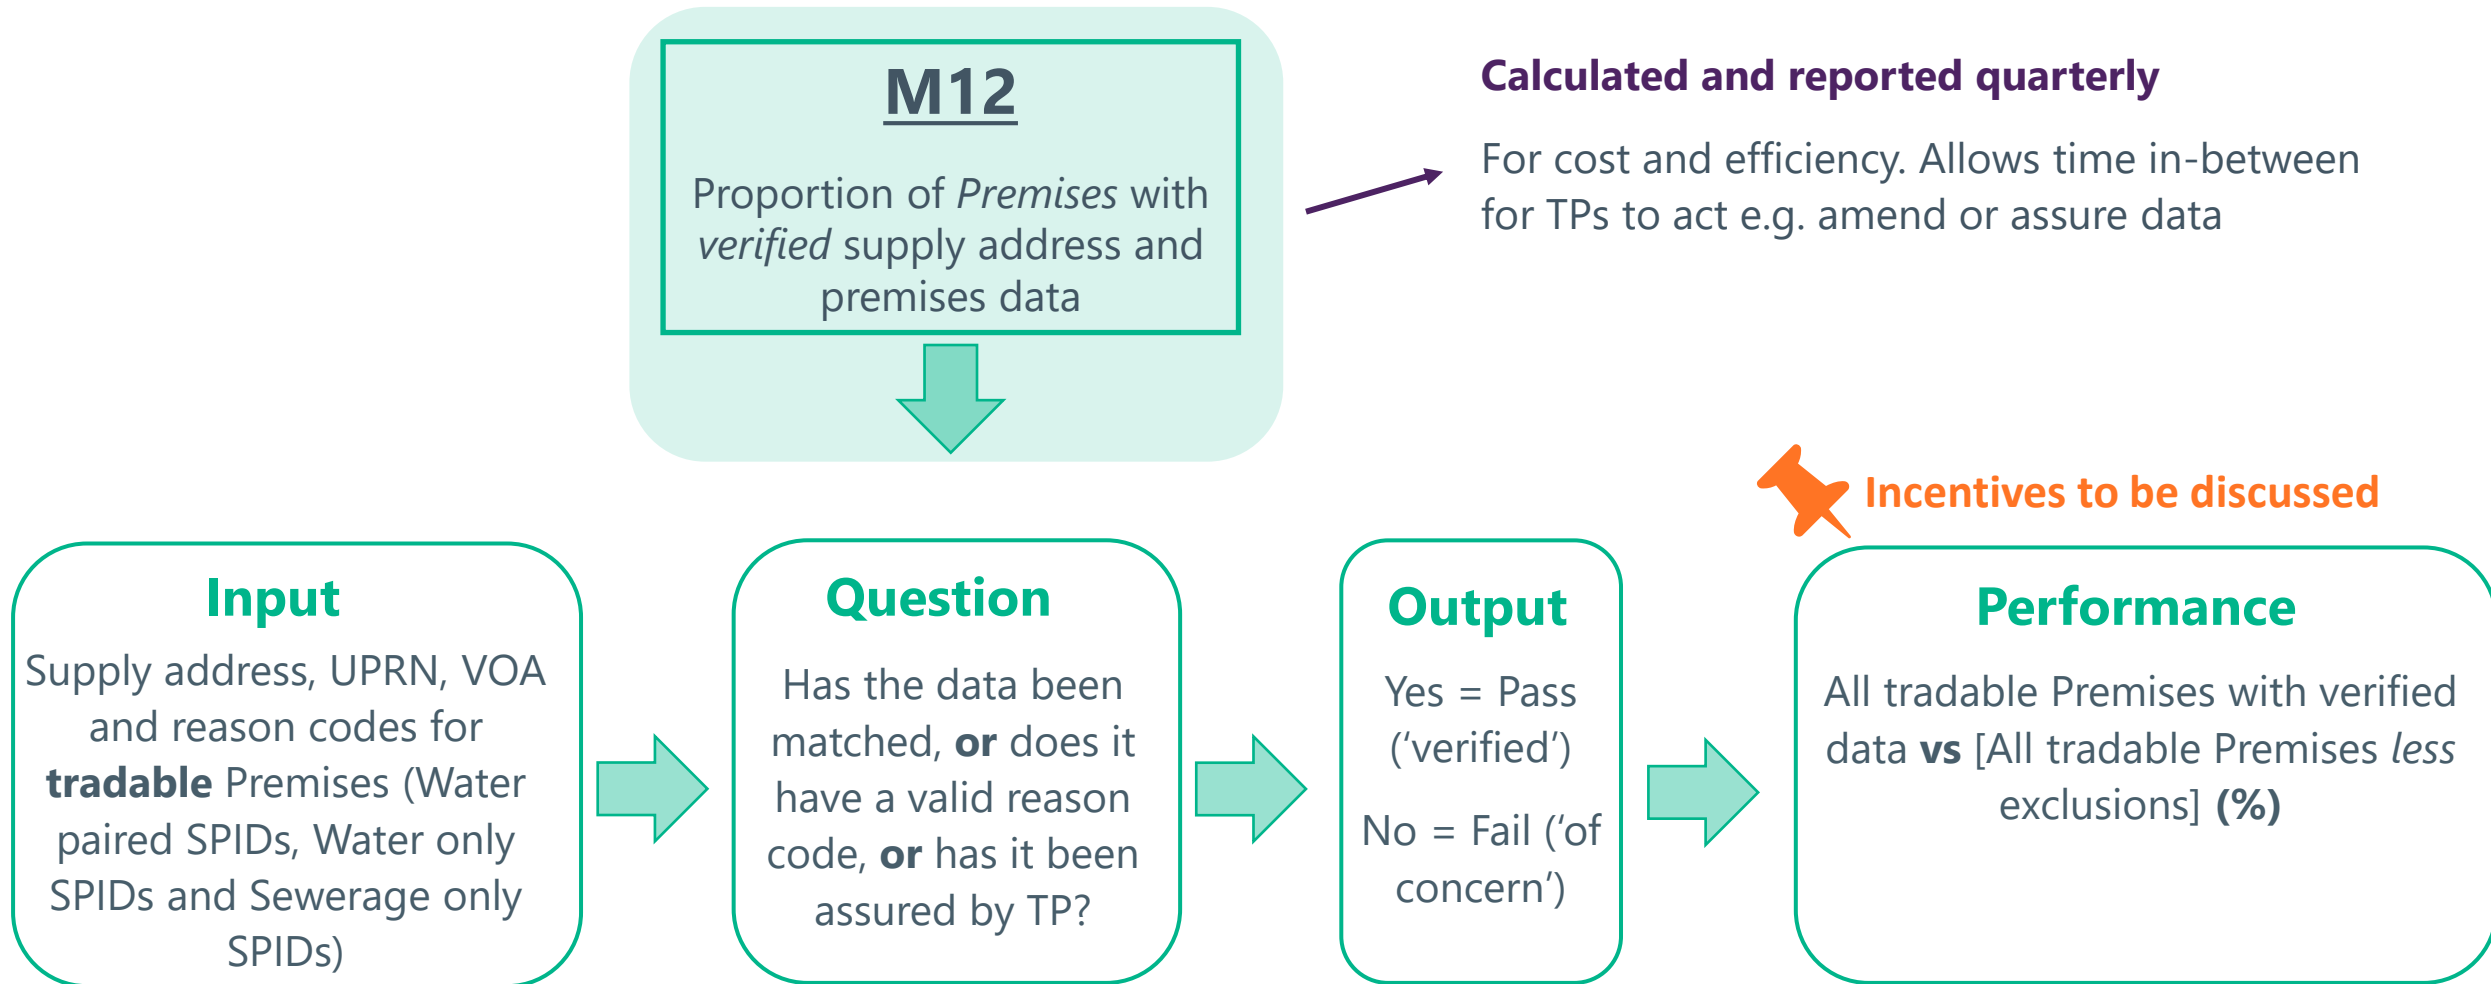 M12
Proportion of Premises with
verified supply address and
premises data
Calculated and reported quarterly
For cost and efficiency. Allows time in-between
for TPs to act e.g. amend or assure data
Incentives to be discussed
Input
Supply address, UPRN, VOA
and reason codes for
tradable Premises (Water
paired SPIDs, Water only
SPIDs and Sewerage only
SPIDs)
Question
Has the data been
matched, or does it
have a valid reason
code, or has it been
assured by TP?
Output
Yes = Pass
(‘verified’)
No = Fail (‘of
concern’)
Performance
All tradable Premises with verified
data vs [All tradable Premises less
exclusions] (%)